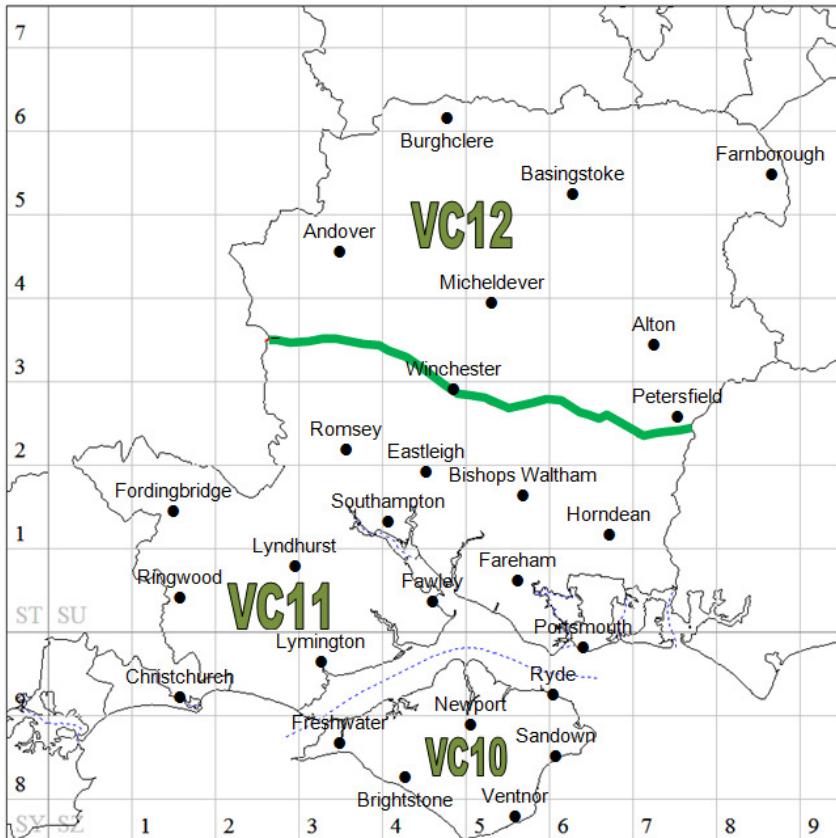 7
6
Burghclere
Farnborough
Basingstoke
5
VC12
Andover
Micheldever
4
Alton
Winchester
3
Petersfield
Romsey
Eastleigh
2
Bishops Waltham
Fordingbridge
Southampton
Horndean
1
Lyndhurst
Fareham
Ringwood
Fawley
VC11
ST SU
Portsmouth
Lymington
Christchurch
Ryde
9
Newport
Freshwater
Sandown
VC10
8
Brightstone
Ventnor
SY SZ
1 2 3 4 5 6 7 8 9